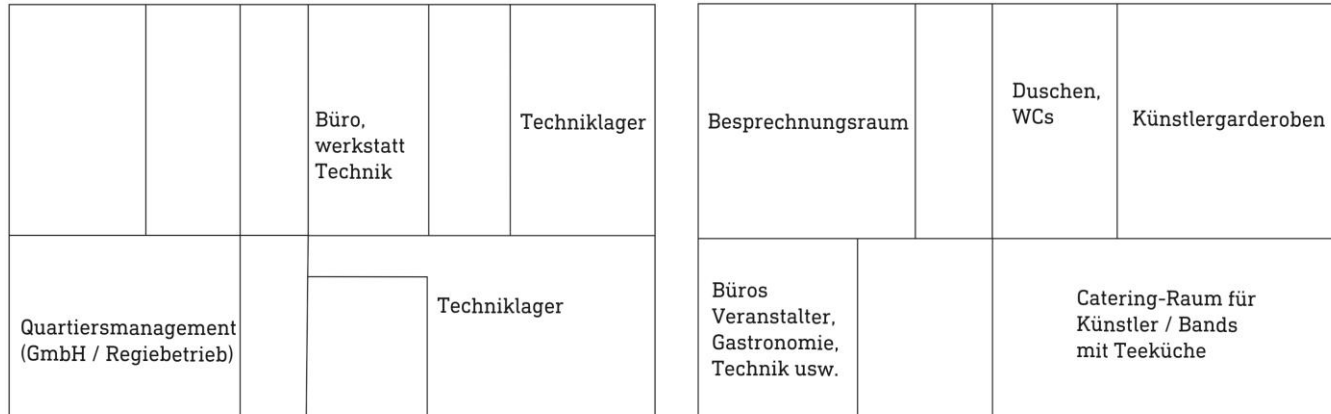 Büro,
werkstatt
Technik
Techniklager
Quartiersmanagement
(GmbH / Regiebetrieb)
Techniklager
Besprechnungsraum
Duschen,
WCs
Künstlergarderoben
Büros
Veranstalter,
Gastronomie,
Technik usw.
Catering-Raum für
Künstler / Bands
mit Teeküche